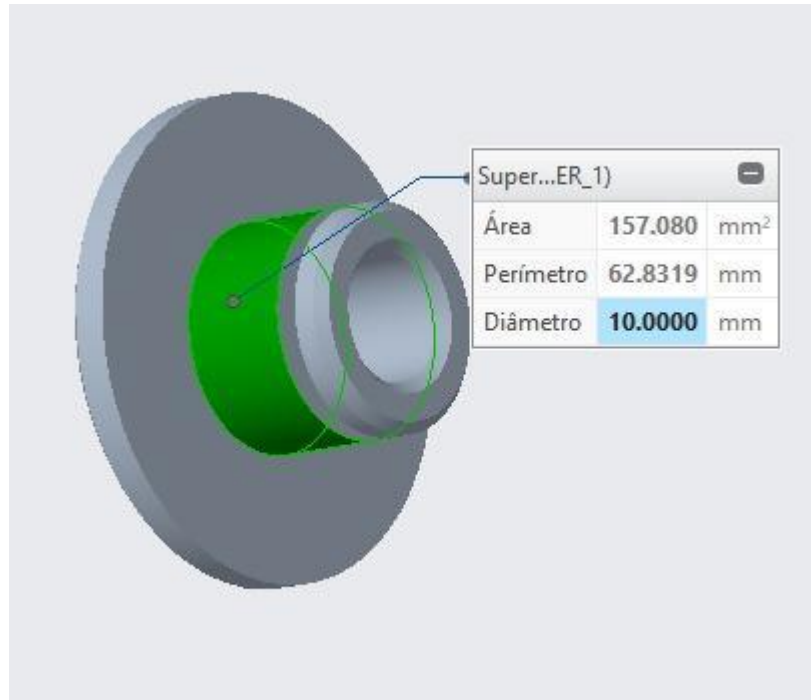 Super...ER_1)
Área 157.080 mm²
Perímetro 62.8319 mm
Diâmetro 10.0000 mm